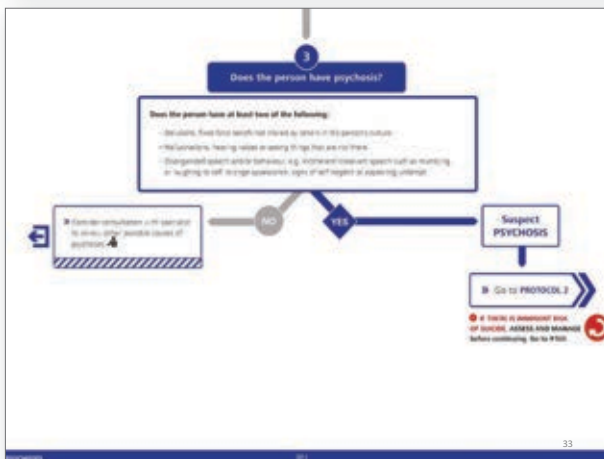 3
Does the person have psychosis?
Does the person have at least two of the following:
- Delusions, fixed false beliefs not shared by others in the person's culture
- Hallucinations, hearing voices or seeing things that are not there
- Disorganized speech and/or behaviour, e.g. incoherent/irrelevant speech such as mumbling
or laughing to self, strange appearance, signs of self-neglect or appearing unkempt
NO
YES
» Consider consultation with specialist
to review other possible causes of
psychoses
Suspect
PSYCHOSIS
» Go to PROTOCOL 2
IF THERE IS IMMINENT RISK
OF SUICIDE, ASSESS AND MANAGE
before continuing. Go to
33